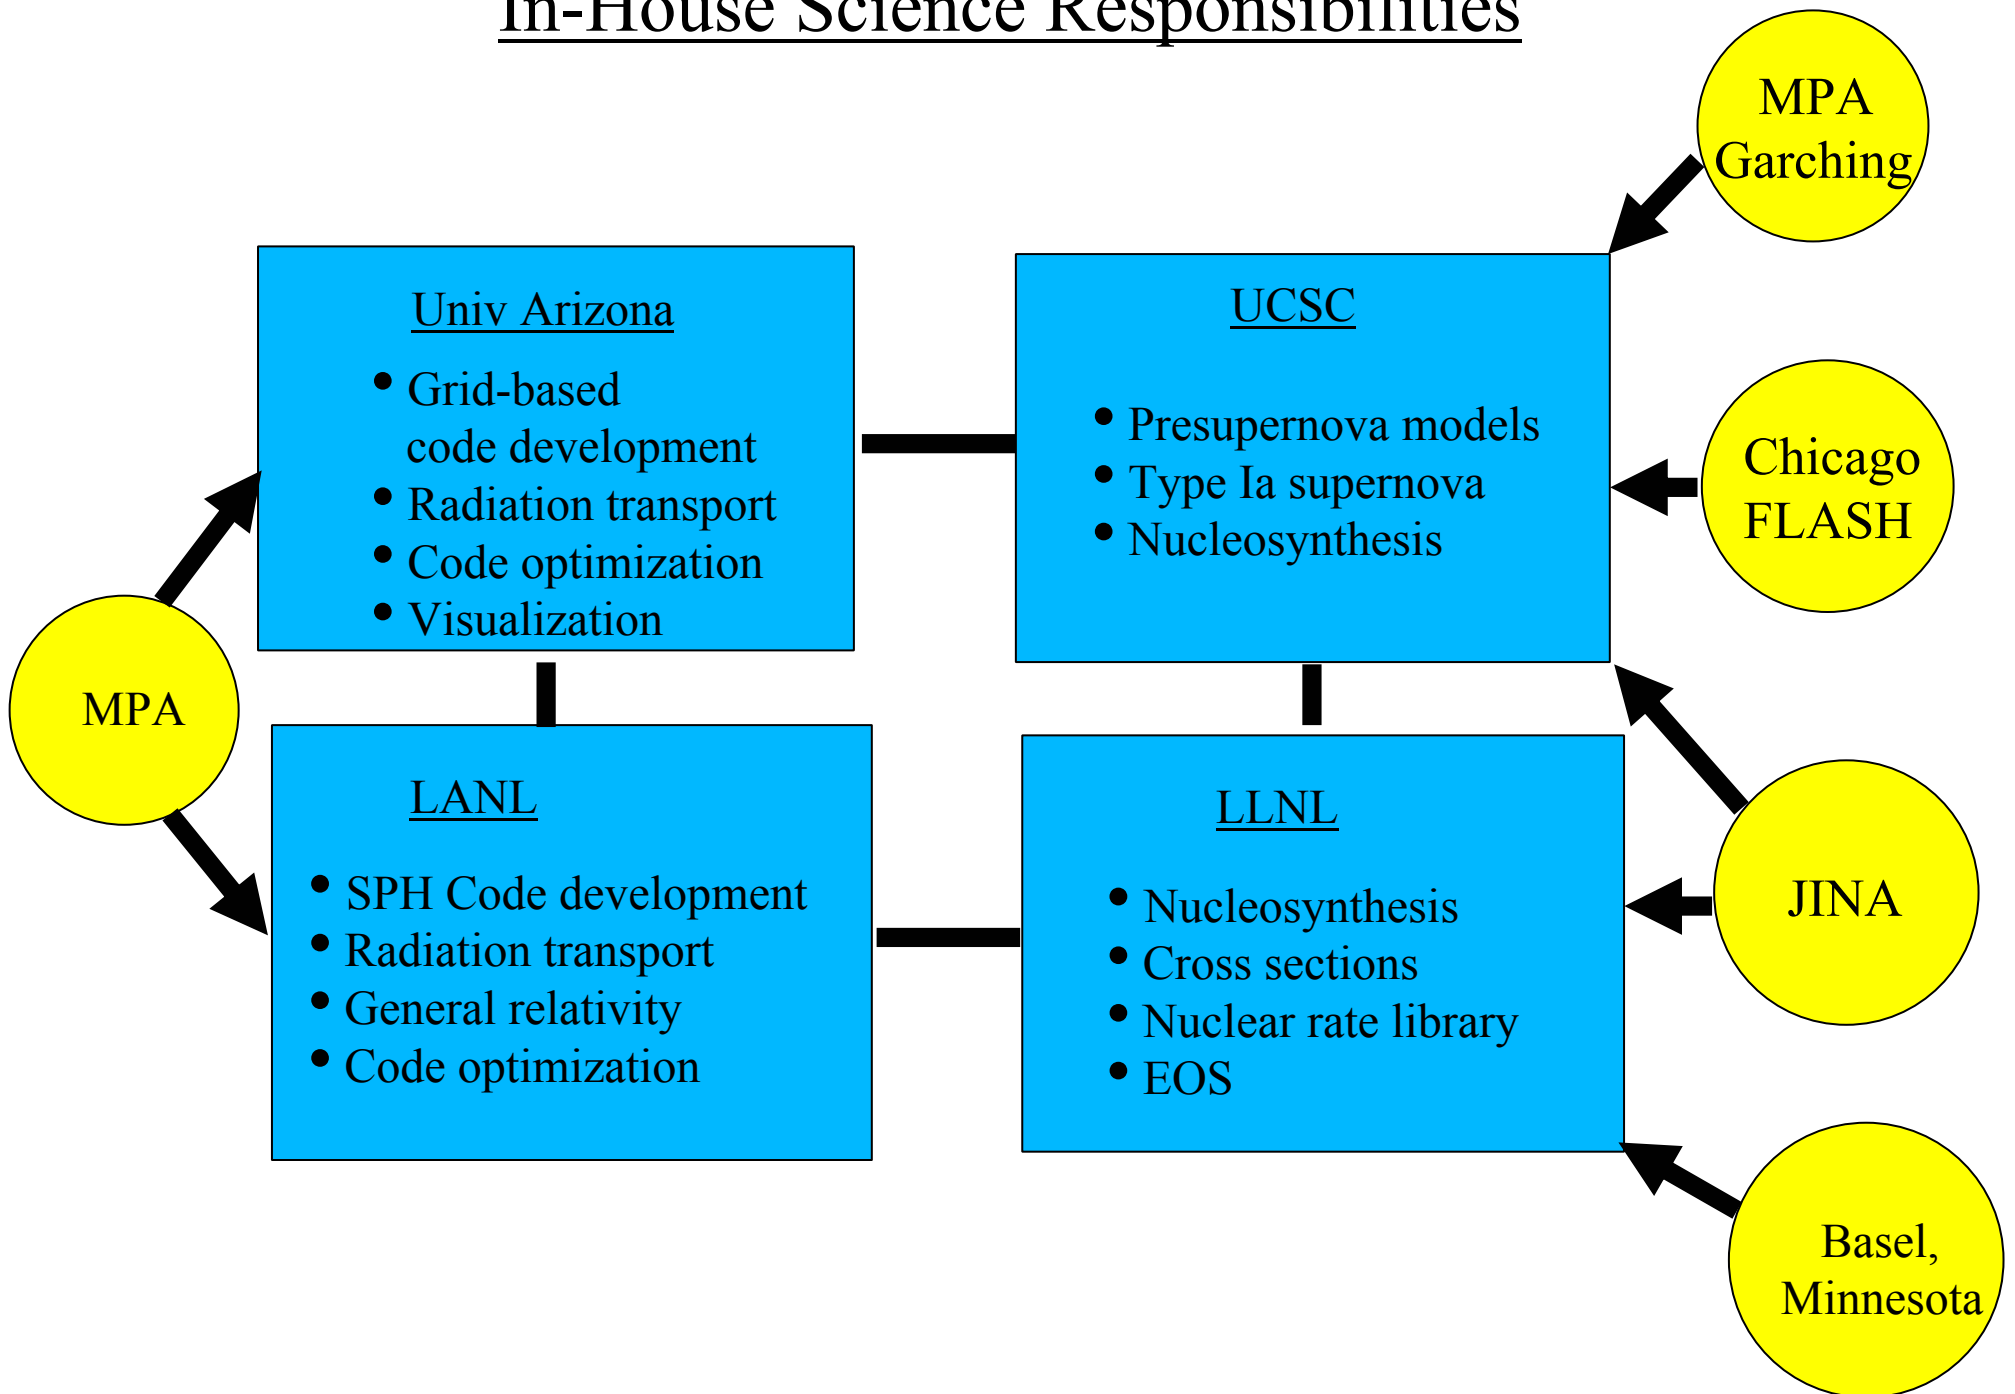 In-House Science Responsibilities
MPA
Garching
Univ Arizona
• Grid-based
code development
• Radiation transport
• Code optimization
• Visualization
UCSC
• Presupernova models
• Type Ia supernova
• Nucleosynthesis
Chicago
FLASH
MPA
LANL
• SPH Code development
• Radiation transport
• General relativity
• Code optimization
LLNL
• Nucleosynthesis
• Cross sections
• Nuclear rate library
• EOS
JINA
Basel,
Minnesota